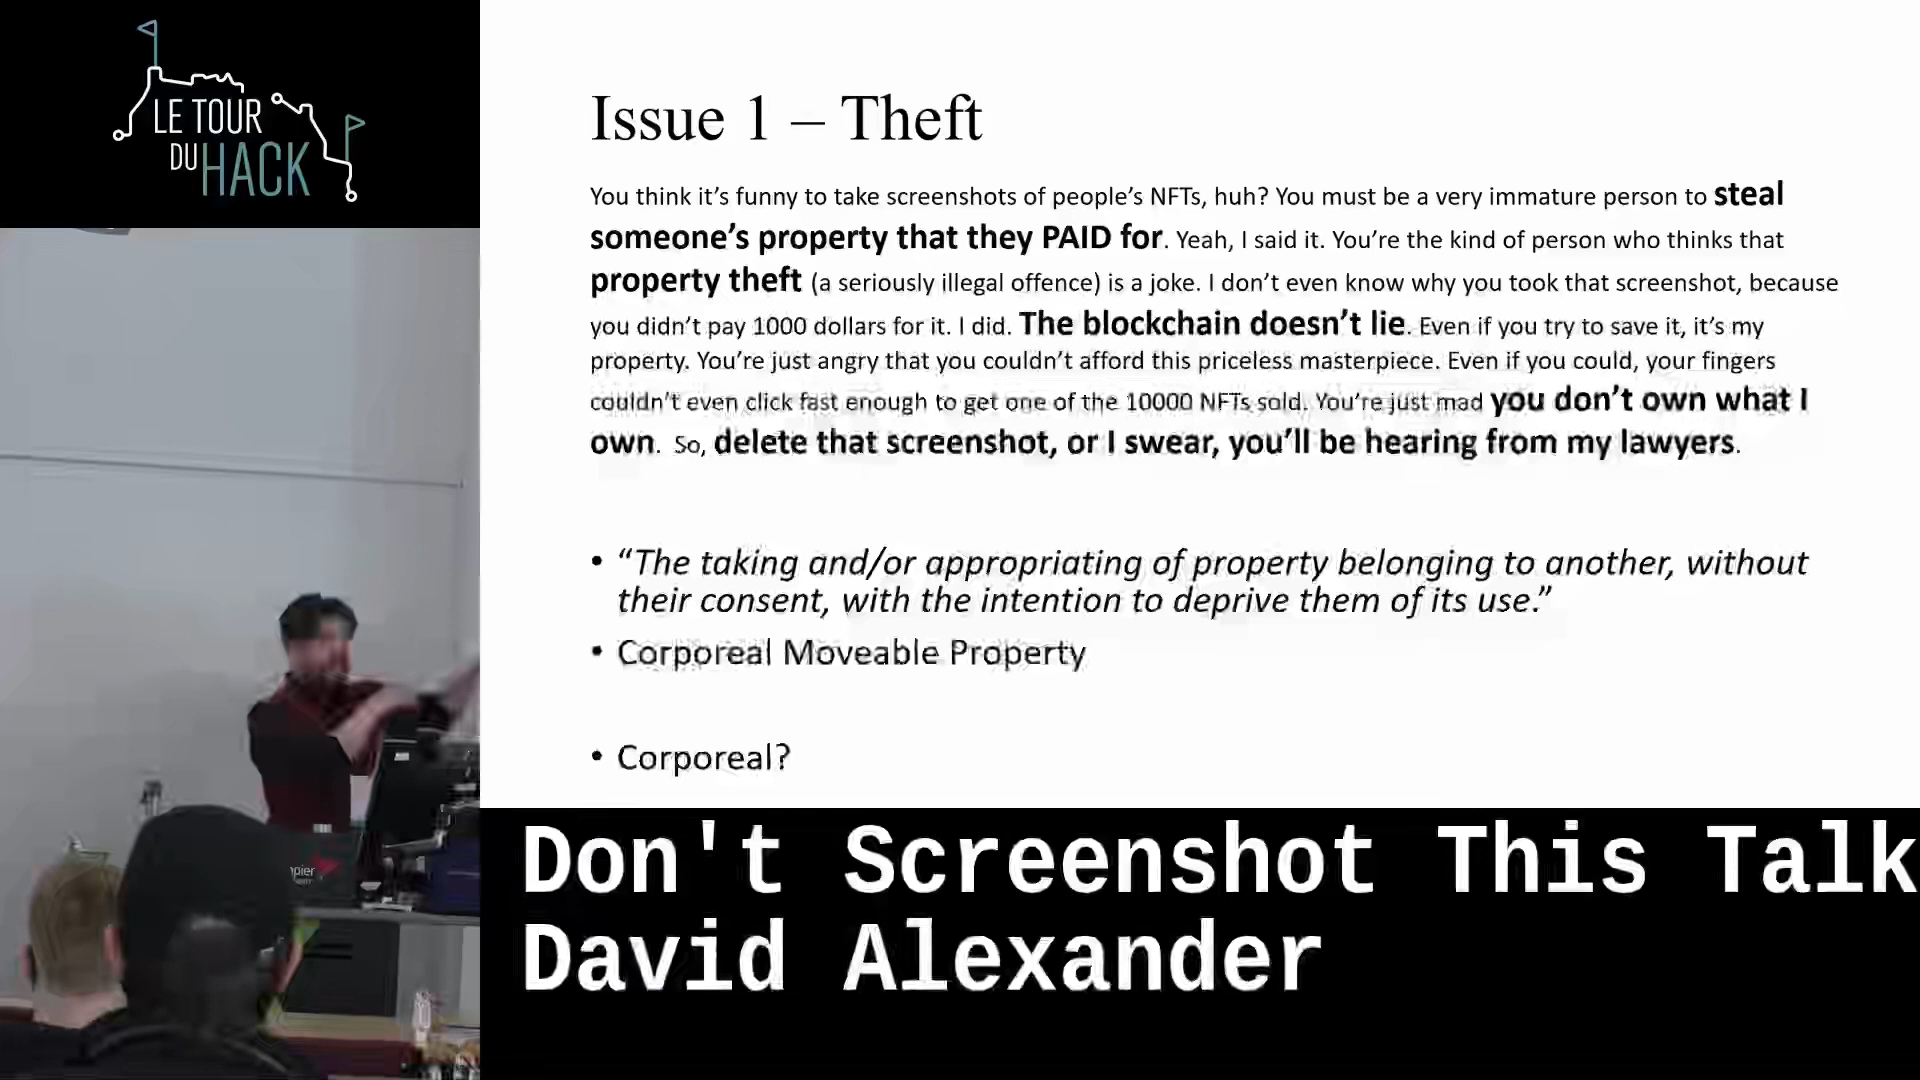 LE TOUR
DU HACK
Issue 1 – Theft
You think it’s funny to take screenshots of people’s NFTs, huh? You must be a very immature person to steal
someone’s property that they PAID for. Yeah, I said it. You’re the kind of person who thinks that
property theft (a seriously illegal offence) is a joke. I don’t even know why you took that screenshot, because
you didn’t pay 1000 dollars for it. I did. The blockchain doesn’t lie. Even if you try to save it, it’s my
property. You’re just angry that you couldn’t afford this priceless masterpiece. Even if you could, your fingers
couldn’t even click fast enough to get one of the 10000 NFTs sold. You’re just mad you don’t own what I
own. So, delete that screenshot, or I swear, you’ll be hearing from my lawyers.
• “The taking and/or appropriating of property belonging to another, without
their consent, with the intention to deprive them of its use.”
• Corporeal Moveable Property
• Corporeal?
Don't Screenshot This Talk
David Alexander